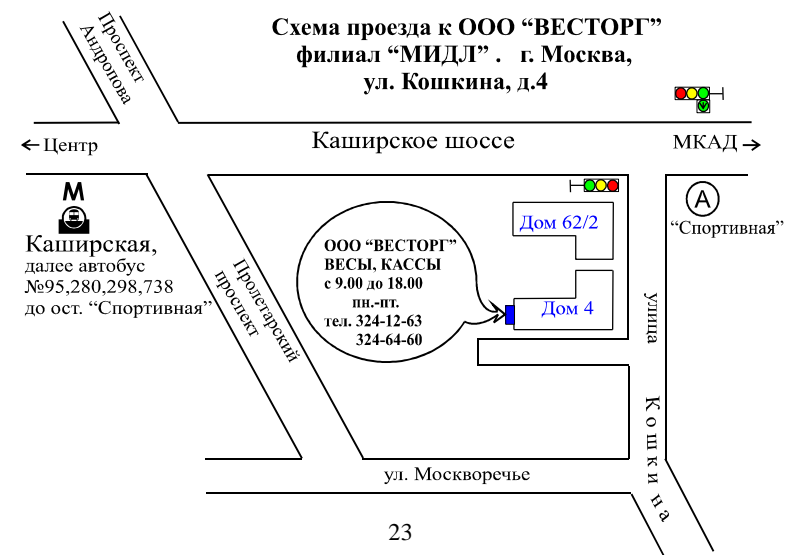 Схема проезда к ООО “ВЕСТОРГ”
филиал “МИДЛ” .   г. Москва,
ул. Кошкина, д.4
Проспект
Андропова
← Центр
Каширское шоссе
МКАД →
М
Каширская,
далее автобус
№95,280,298,738
до ост. “Спортивная”
А
“Спортивная”
Дом 62/2
ООО “ВЕСТОРГ”
ВЕСЫ, КАССЫ
с 9.00 до 18.00
пн.-пт.
тел. 324-12-63
324-64-60
Дом 4
Пролетарский
проспект
улица
Кошкина
ул. Москворечье
23